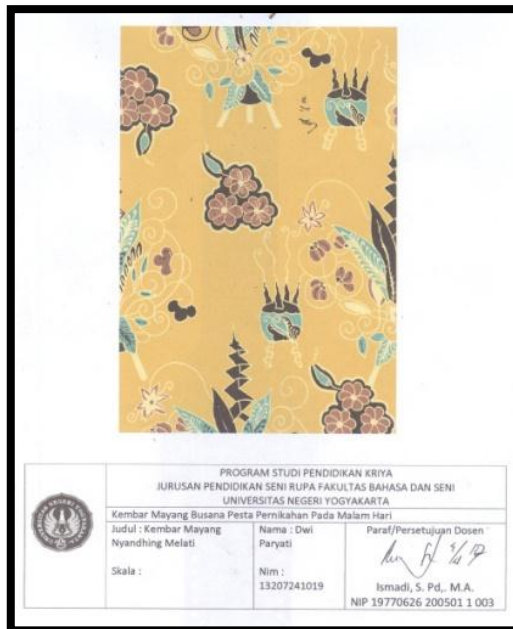 PROGRAM STUDI PENDIDIKAN KRIYA
JURUSAN PENDIDIKAN SENI RUPA FAKULTAS BAHASA DAN SENI
UNIVERSITAS NEGERI YOGYAKARTA
Kembar Mayang Busana Pesta Pernikahan Pada Malam Hari
Judul : Kembar Mayang
Nyandhing Melati
Skala :
Nama : Dwi
Paryati
Nim :
13207241019
Paraf/Persetujuan Dosen
Ismadi, S. Pd,. M.A.
NIP 19770626 200501 1 003